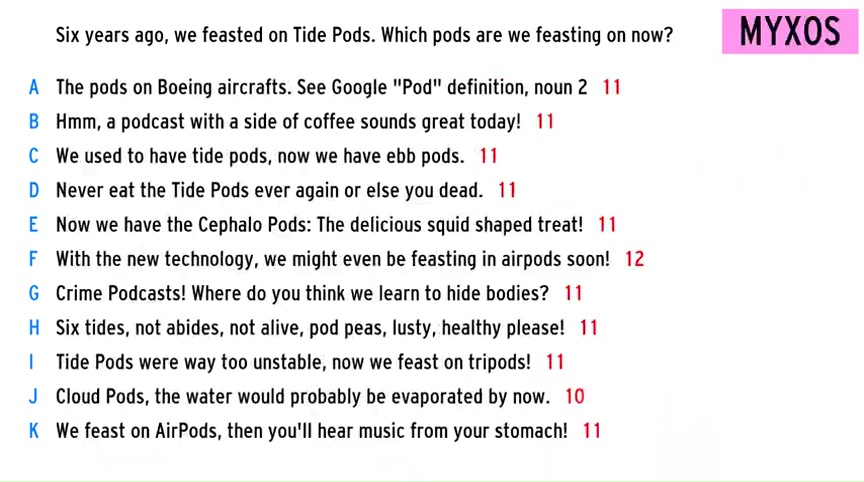 Six years ago, we feasted on Tide Pods. Which pods are we feasting on now?
MYXOS
A The pods on Boeing aircrafts. See Google "Pod" definition, noun 2 11
B Hmm, a podcast with a side of coffee sounds great today! 11
C We used to have tide pods, now we have ebb pods. 11
D Never eat the Tide Pods ever again or else you dead. 11
E Now we have the Cephalo Pods: The delicious squid shaped treat! 11
F With the new technology, we might even be feasting in airpods soon! 12
G Crime Podcasts! Where do you think we learn to hide bodies? 11
H Six tides, not abides, not alive, pod peas, lusty, healthy please! 11
I Tide Pods were way too unstable, now we feast on tripods! 11
J Cloud Pods, the water would probably be evaporated by now. 10
K We feast on AirPods, then you'll hear music from your stomach! 11